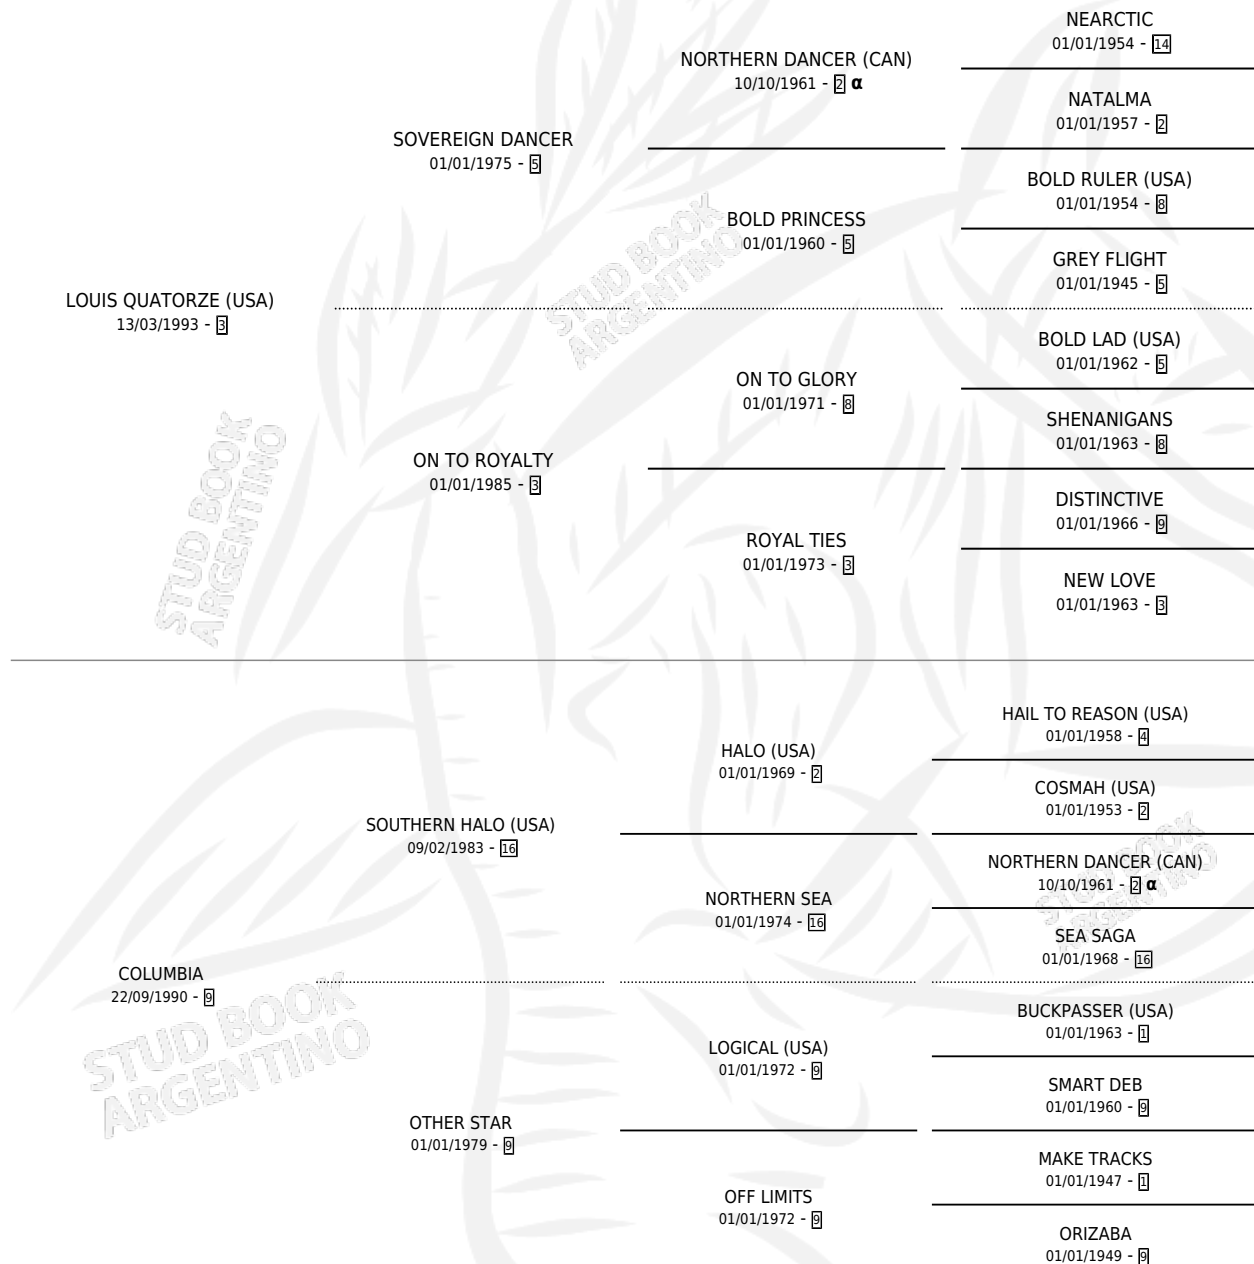 NEARCTIC
01/01/1954 - 14
NORTHERN DANCER (CAN)
10/10/1961 - 2 α
NATALMA
01/01/1957 - 2
SOVEREIGN DANCER
01/01/1975 - 5
BOLD RULER (USA)
01/01/1954 - 8
BOLD PRINCESS
01/01/1960 - 5
GREY FLIGHT
01/01/1945 - 5
LOUIS QUATORZE (USA)
13/03/1993 - 3
BOLD LAD (USA)
01/01/1962 - 5
ON TO GLORY
01/01/1971 - 8
SHENANIGANS
01/01/1963 - 8
ON TO ROYALTY
01/01/1985 - 3
DISTINCTIVE
01/01/1966 - 9
ROYAL TIES
01/01/1973 - 3
NEW LOVE
01/01/1963 - 3
HAIL TO REASON (USA)
01/01/1958 - 4
HALO (USA)
01/01/1969 - 2
COSMAH (USA)
01/01/1953 - 2
SOUTHERN HALO (USA)
09/02/1983 - 16
NORTHERN DANCER (CAN)
10/10/1961 - 2 α
NORTHERN SEA
01/01/1974 - 16
SEA SAGA
01/01/1968 - 16
COLUMBIA
22/09/1990 - 9
BUCKPASSER (USA)
01/01/1963 - 1
LOGICAL (USA)
01/01/1972 - 9
SMART DEB
01/01/1960 - 9
OTHER STAR
01/01/1979 - 9
MAKE TRACKS
01/01/1947 - 1
OFF LIMITS
01/01/1972 - 9
ORIZABA
01/01/1949 - 9
STUD BOOK
ARGENTINO
STUD BOOK
ARGENTINO
STUD BOOK
ARGENTINO
STUD BOOK
ARGENTINO